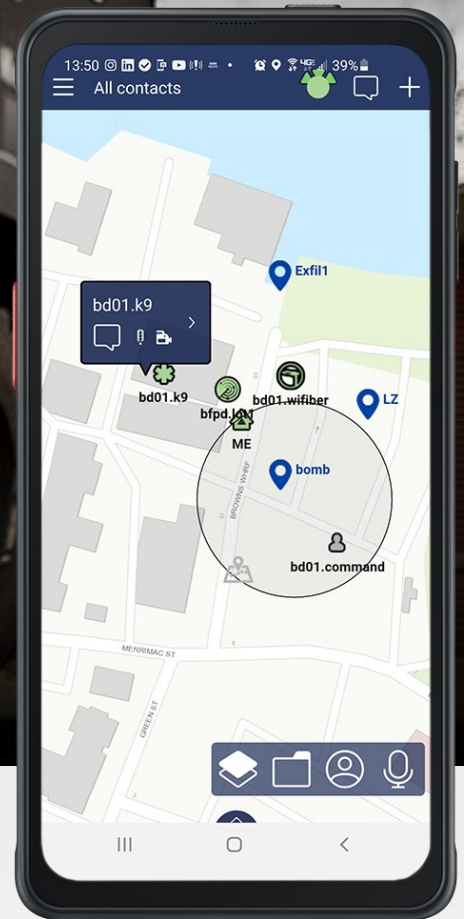 13:50
39%
All contacts
Exfil1
bd01.k9
bd01.k9
bd01.wifiber
LZ
ME
bomb
BROWNS WHRF
bd01.command
MERRIMAC ST
GREEN ST